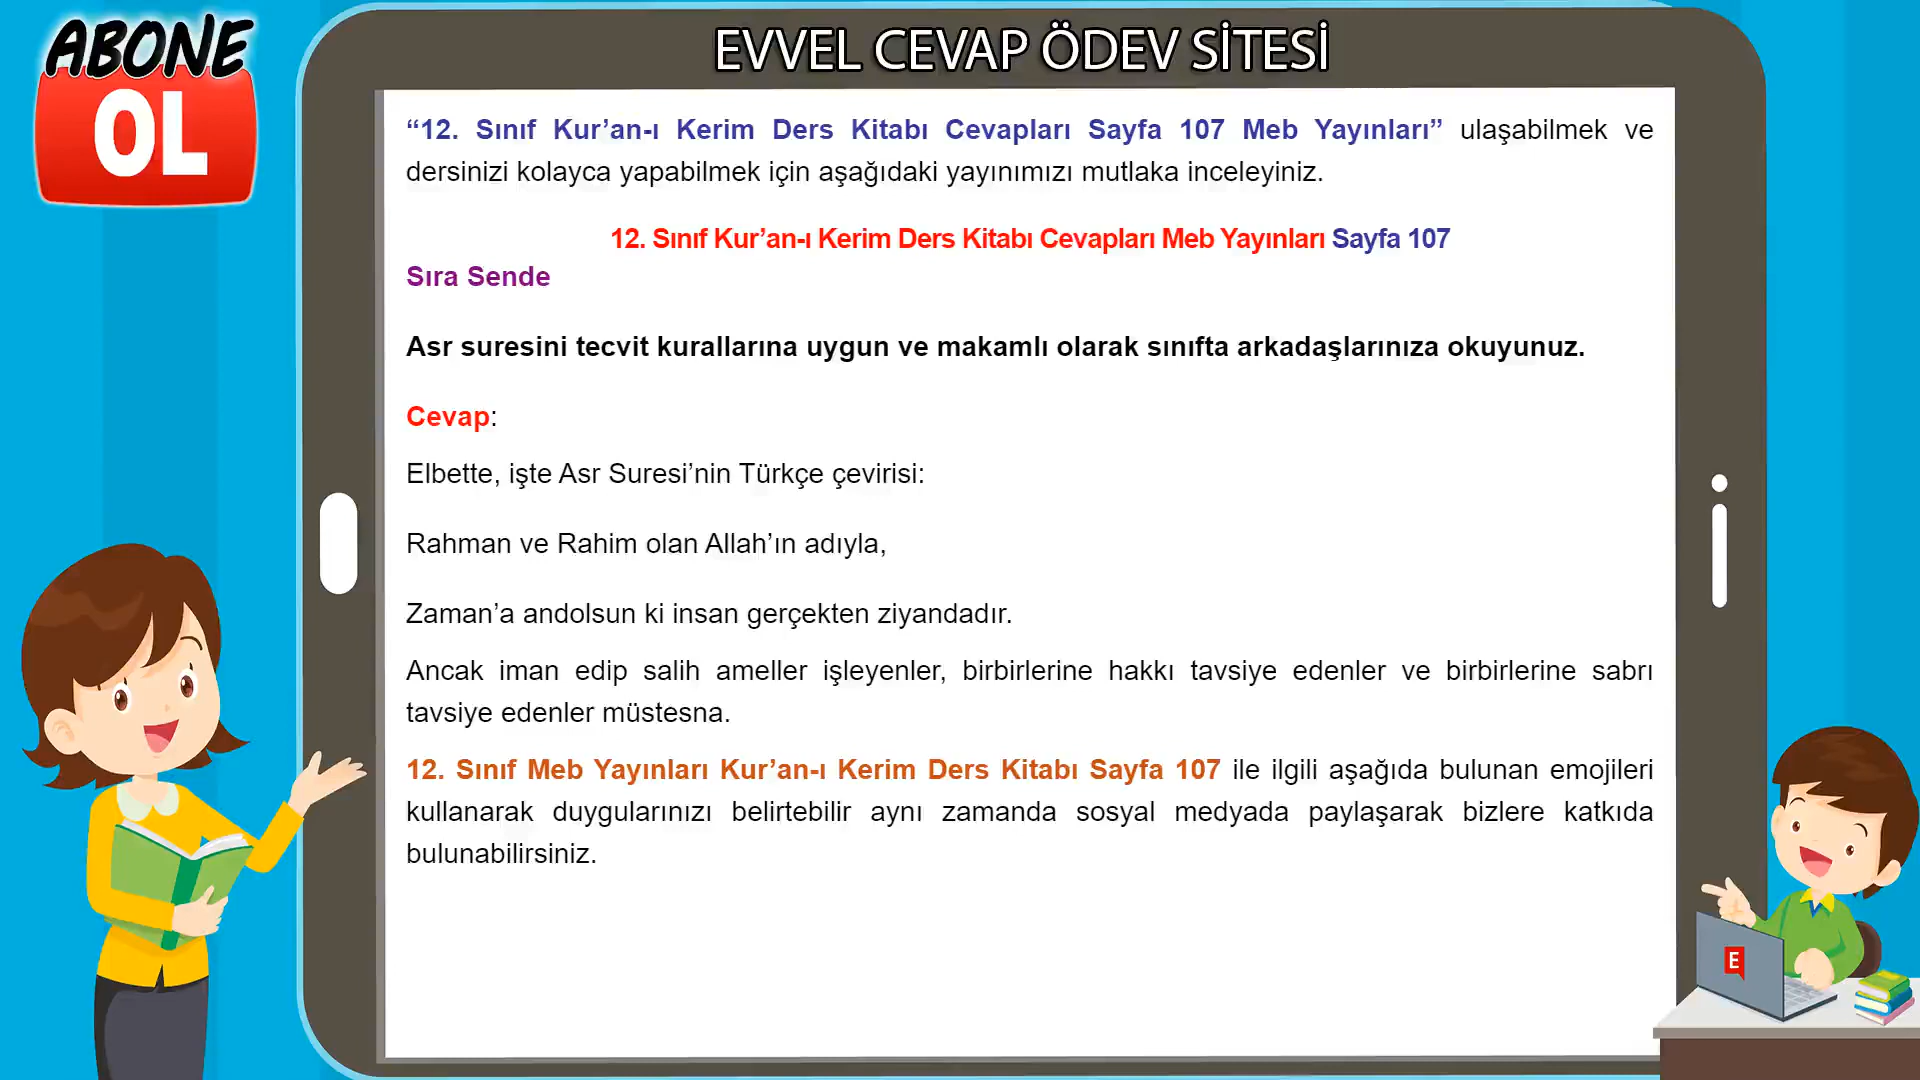 ABONE
OL
EVVEL CEVAP ÖDEV SİTESİ
“12. Sınıf Kur’an-ı Kerim Ders Kitabı Cevapları Sayfa 107 Meb Yayınları” ulaşabilmek ve
dersinizi kolayca yapabilmek için aşağıdaki yayınımızı mutlaka inceleyiniz.
12. Sınıf Kur’an-ı Kerim Ders Kitabı Cevapları Meb Yayınları Sayfa 107
Sıra Sende
Asr suresini tecvit kurallarına uygun ve makamlı olarak sınıfta arkadaşlarınıza okuyunuz.
Cevap:
Elbette, işte Asr Suresi’nin Türkçe çevirisi:
Rahman ve Rahim olan Allah’ın adıyla,
Zaman’a andolsun ki insan gerçekten ziyandadır.
Ancak iman edip salih ameller işleyenler, birbirlerine hakkı tavsiye edenler ve birbirlerine sabrı
tavsiye edenler müstesna.
12. Sınıf Meb Yayınları Kur’an-ı Kerim Ders Kitabı Sayfa 107 ile ilgili aşağıda bulunan emojileri
kullanarak duygularınızı belirtebilir aynı zamanda sosyal medyada paylaşarak bizlere katkıda
bulunabilirsiniz.
E